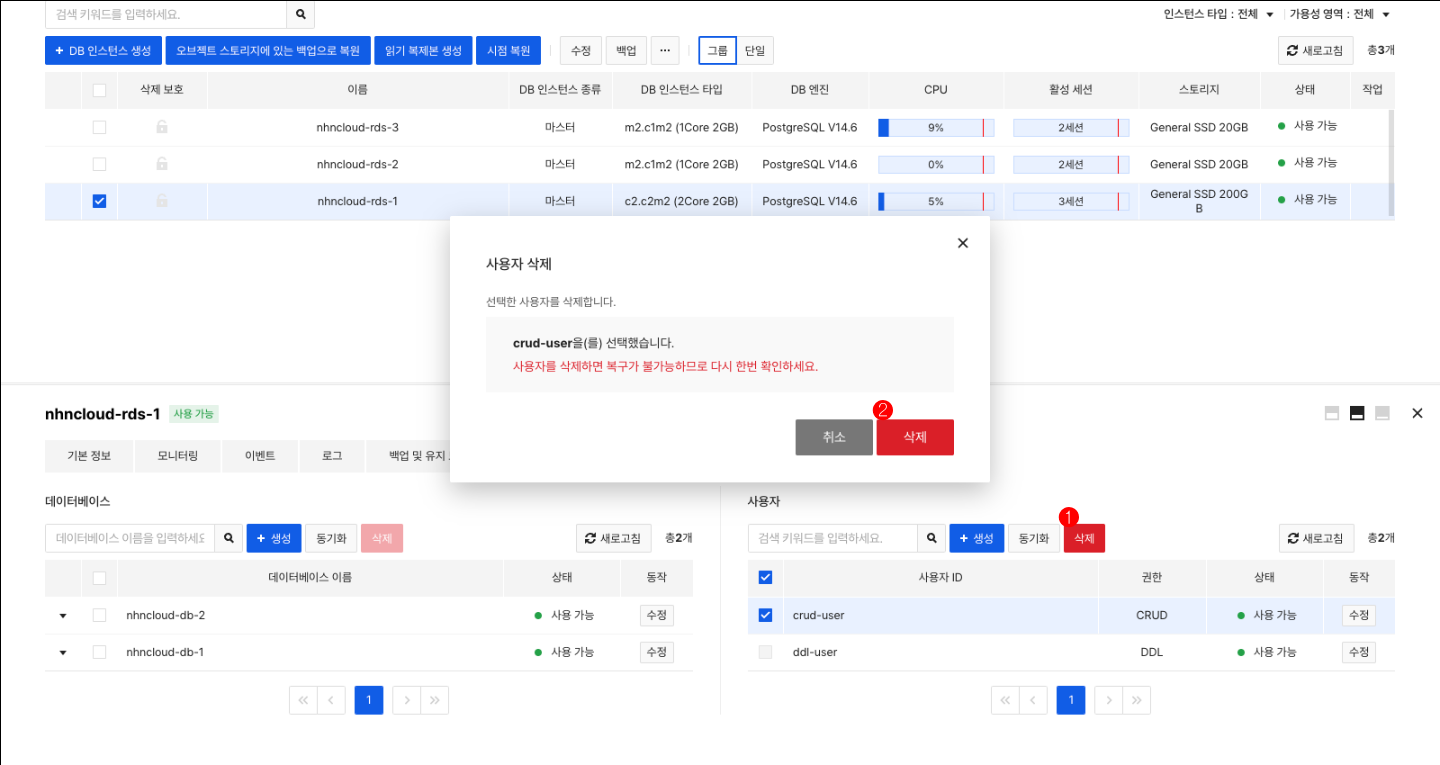 검색 키워드를 입력하세요.
인스턴스 타입 : 전체
가용성 영역 : 전체
+ DB 인스턴스 생성
오브젝트 스토리지에 있는 백업으로 복원
읽기 복제본 생성
시점 복원
수정
백업
...
그룹
단일
새로고침
총3개
삭제 보호 이름 DB 인스턴스 종류 DB 인스턴스 타입 DB 엔진 CPU 활성 세션 스토리지 상태 작업
nhncloud-rds-3 마스터 m2.c1m2 (1Core 2GB) PostgreSQL V14.6 9% 2세션 General SSD 20GB 사용 가능
nhncloud-rds-2 마스터 m2.c1m2 (1Core 2GB) PostgreSQL V14.6 0% 2세션 General SSD 20GB 사용 가능
nhncloud-rds-1 마스터 c2.c2m2 (2Core 2GB) PostgreSQL V14.6 5% 3세션 General SSD 200G
B 사용 가능
사용자 삭제
선택한 사용자를 삭제합니다.
crud-user을(를) 선택했습니다.
사용자를 삭제하면 복구가 불가능하므로 다시 한번 확인하세요.
2
취소
삭제
nhncloud-rds-1 사용 가능
기본 정보
모니터링
이벤트
로그
백업 및 유지
데이터베이스
데이터베이스 이름을 입력하세요
+ 생성
동기화
삭제
새로고침
총2개
데이터베이스 이름 상태 동작
nhncloud-db-2 사용 가능 수정
nhncloud-db-1 사용 가능 수정
1
사용자
검색 키워드를 입력하세요.
+ 생성
동기화
1
삭제
새로고침
총2개
사용자 ID 권한 상태 동작
crud-user CRUD 사용 가능 수정
ddl-user DDL 사용 가능 수정
1